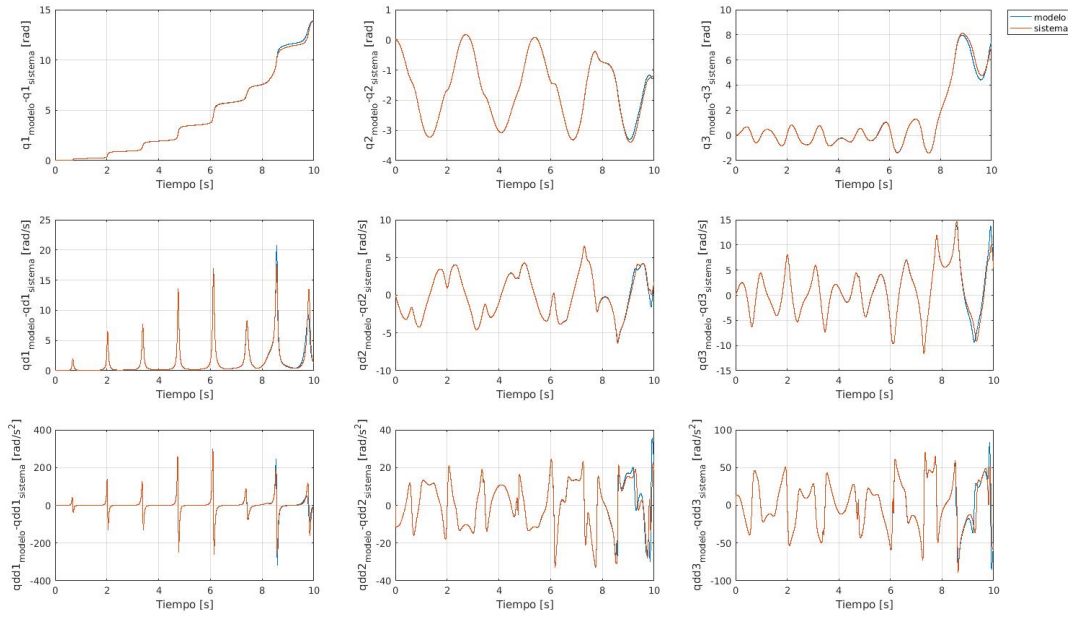 15
10
5
0
q1modelo-q1sistema [rad]
0 2 4 6 8 10
Tiempo [s]
1
0
-1
-2
-3
-4
q2modelo-q2sistema [rad]
0 2 4 6 8 10
Tiempo [s]
10
8
6
4
2
0
-2
q3modelo-q3sistema [rad]
0 2 4 6 8 10
Tiempo [s]
modelo
sistema
25
20
15
10
5
0
qd1modelo-qd1sistema [rad/s]
0 2 4 6 8 10
Tiempo [s]
10
5
0
-5
-10
qd2modelo-qd2sistema [rad/s]
0 2 4 6 8 10
Tiempo [s]
15
10
5
0
-5
-10
-15
qd3modelo-qd3sistema [rad/s]
0 2 4 6 8 10
Tiempo [s]
400
200
0
-200
-400
qdd1modelo-qdd1sistema [rad/s²]
0 2 4 6 8 10
Tiempo [s]
40
20
0
-20
-40
qdd2modelo-qdd2sistema [rad/s²]
0 2 4 6 8 10
Tiempo [s]
100
50
0
-50
-100
qdd3modelo-qdd3sistema [rad/s²]
0 2 4 6 8 10
Tiempo [s]